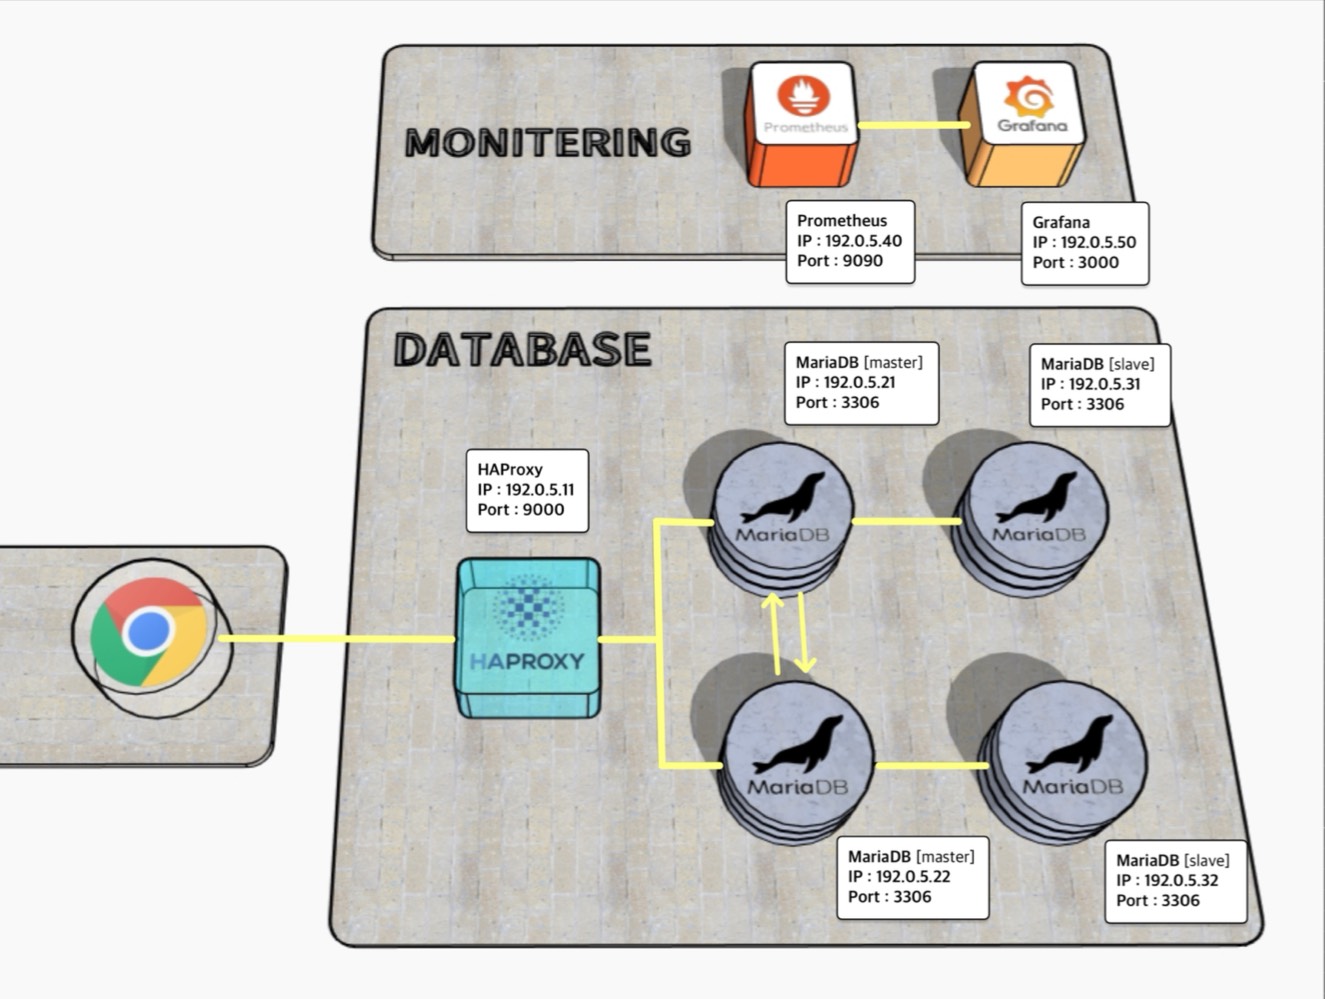 MONITERING
Prometheus
Grafana
Prometheus
IP : 192.0.5.40
Port : 9090
Grafana
IP : 192.0.5.50
Port : 3000
DATABASE
MariaDB [master]
IP : 192.0.5.21
Port : 3306
MariaDB [slave]
IP : 192.0.5.31
Port : 3306
HAProxy
IP : 192.0.5.11
Port : 9000
MariaDB
MariaDB
HAPROXY
MariaDB
MariaDB
MariaDB [master]
IP : 192.0.5.22
Port : 3306
MariaDB [slave]
IP : 192.0.5.32
Port : 3306